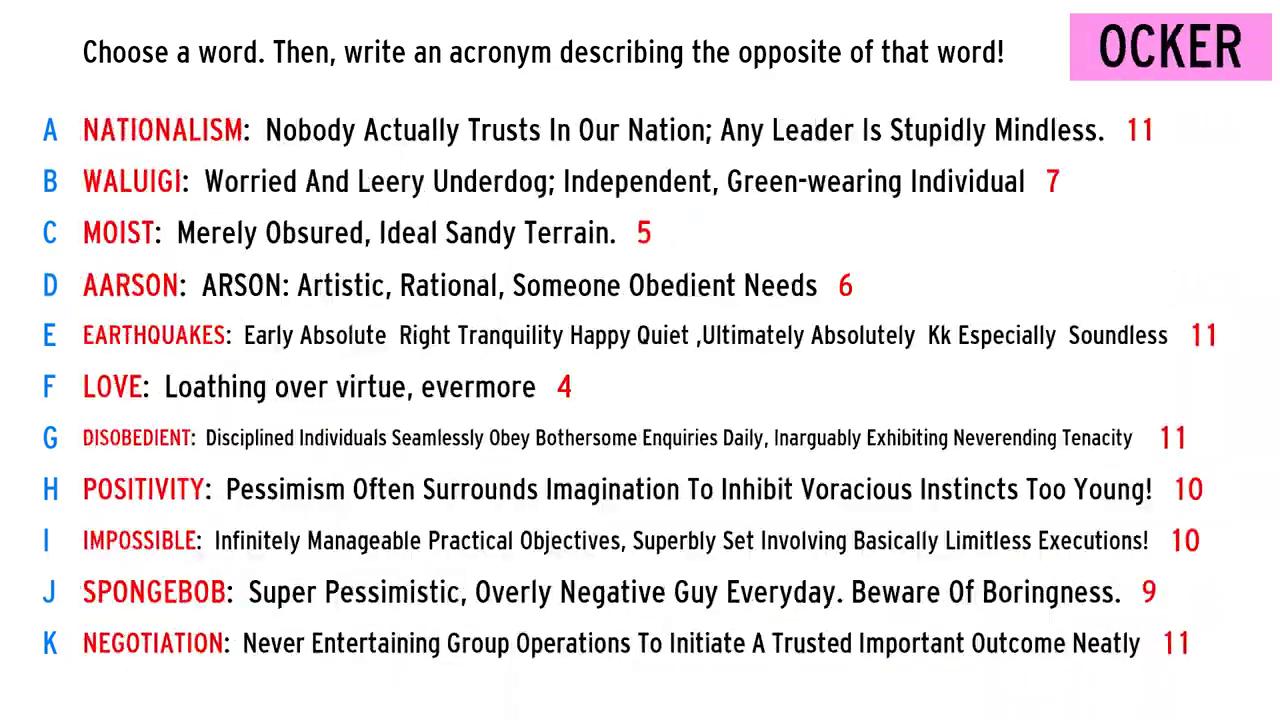 Choose a word. Then, write an acronym describing the opposite of that word!
OCKER
A NATIONALISM: Nobody Actually Trusts In Our Nation; Any Leader Is Stupidly Mindless. 11
B WALUIGI: Worried And Leery Underdog; Independent, Green-wearing Individual 7
C MOIST: Merely Obsured, Ideal Sandy Terrain. 5
D AARSON: ARSON: Artistic, Rational, Someone Obedient Needs 6
E EARTHQUAKES: Early Absolute Right Tranquility Happy Quiet ,Ultimately Absolutely Kk Especially Soundless 11
F LOVE: Loathing over virtue, evermore 4
G DISOBEDIENT: Disciplined Individuals Seamlessly Obey Bothersome Enquiries Daily, Inarguably Exhibiting Neverending Tenacity 11
H POSITIVITY: Pessimism Often Surrounds Imagination To Inhibit Voracious Instincts Too Young! 10
I IMPOSSIBLE: Infinitely Manageable Practical Objectives, Superbly Set Involving Basically Limitless Executions! 10
J SPONGEBOB: Super Pessimistic, Overly Negative Guy Everyday. Beware Of Boringness. 9
K NEGOTIATION: Never Entertaining Group Operations To Initiate A Trusted Important Outcome Neatly 11